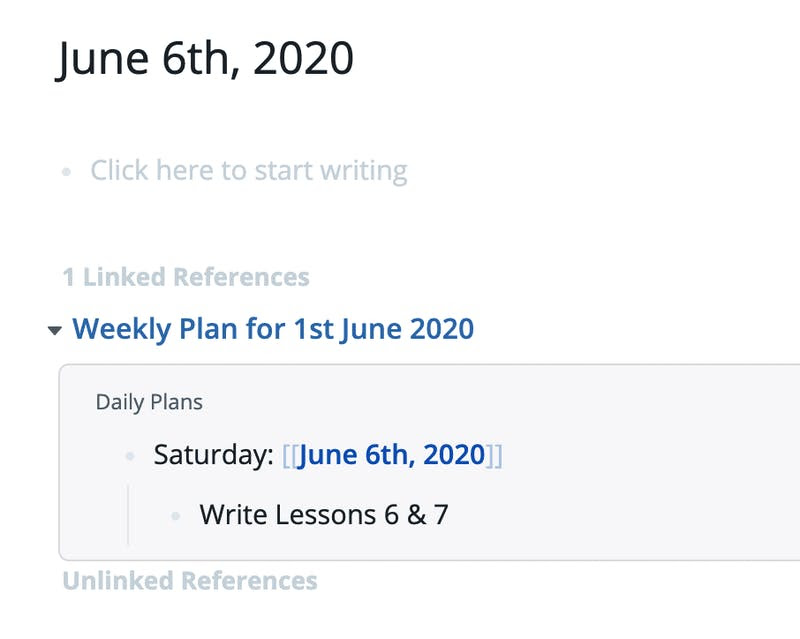 June 6th, 2020
Click here to start writing
1 Linked References
Weekly Plan for 1st June 2020
Daily Plans
Saturday: [[June 6th, 2020]]
Write Lessons 6 & 7
Unlinked References